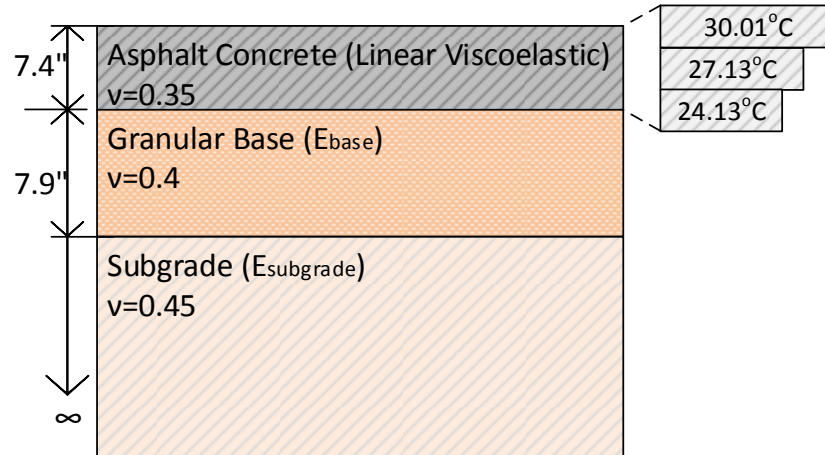 7.4"
Asphalt Concrete (Linear Viscoelastic)
ν=0.35
30.01°C
27.13°C
24.13°C
7.9"
Granular Base (Ebase)
ν=0.4
Subgrade (Esubgrade)
ν=0.45
∞